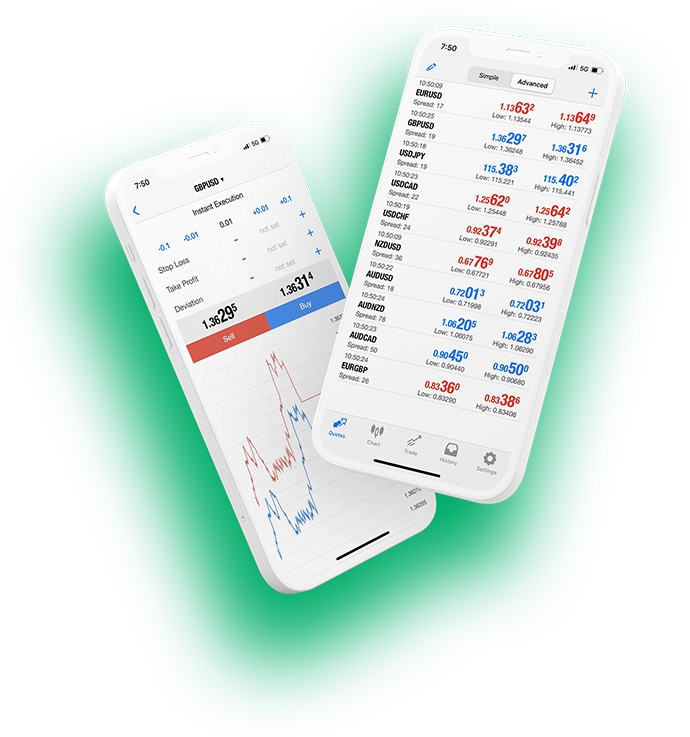 7:50
5G
GBPUSD ▾
Instant Execution
-0.1 -0.01 0.01 +0.01 +0.1
Stop Loss - not set +
Take Profit - not set +
Deviation - not set +
1.36295 1.36314
Sell Buy
1.36270
1.36265
7:50
5G
Simple Advanced
+
10:50:09
EURUSD 1.13632 1.13649
Spread: 17 Low: 1.13544 High: 1.13773
10:50:25
GBPUSD 1.36297 1.36316
Spread: 19 Low: 1.36248 High: 1.36452
10:50:18
USDJPY 115.383 115.402
Spread: 19 Low: 115.221 High: 115.441
10:50:23
USDCAD 1.25620 1.25642
Spread: 22 Low: 1.25448 High: 1.25788
10:50:19
USDCHF 0.92374 0.92398
Spread: 24 Low: 0.92291 High: 0.92435
10:50:09
NZDUSD 0.67769 0.67805
Spread: 36 Low: 0.67721 High: 0.67956
10:50:22
AUDUSD 0.72013 0.72031
Spread: 18 Low: 0.71998 High: 0.72223
10:50:24
AUDNZD 1.06205 1.06283
Spread: 78 Low: 1.06075 High: 1.06290
10:50:23
AUDCAD 0.90450 0.90500
Spread: 50 Low: 0.90440 High: 0.90680
10:50:24
EURGBP 0.83360 0.83386
Spread: 26 Low: 0.83290 High: 0.83406
Quotes Chart Trade History Settings